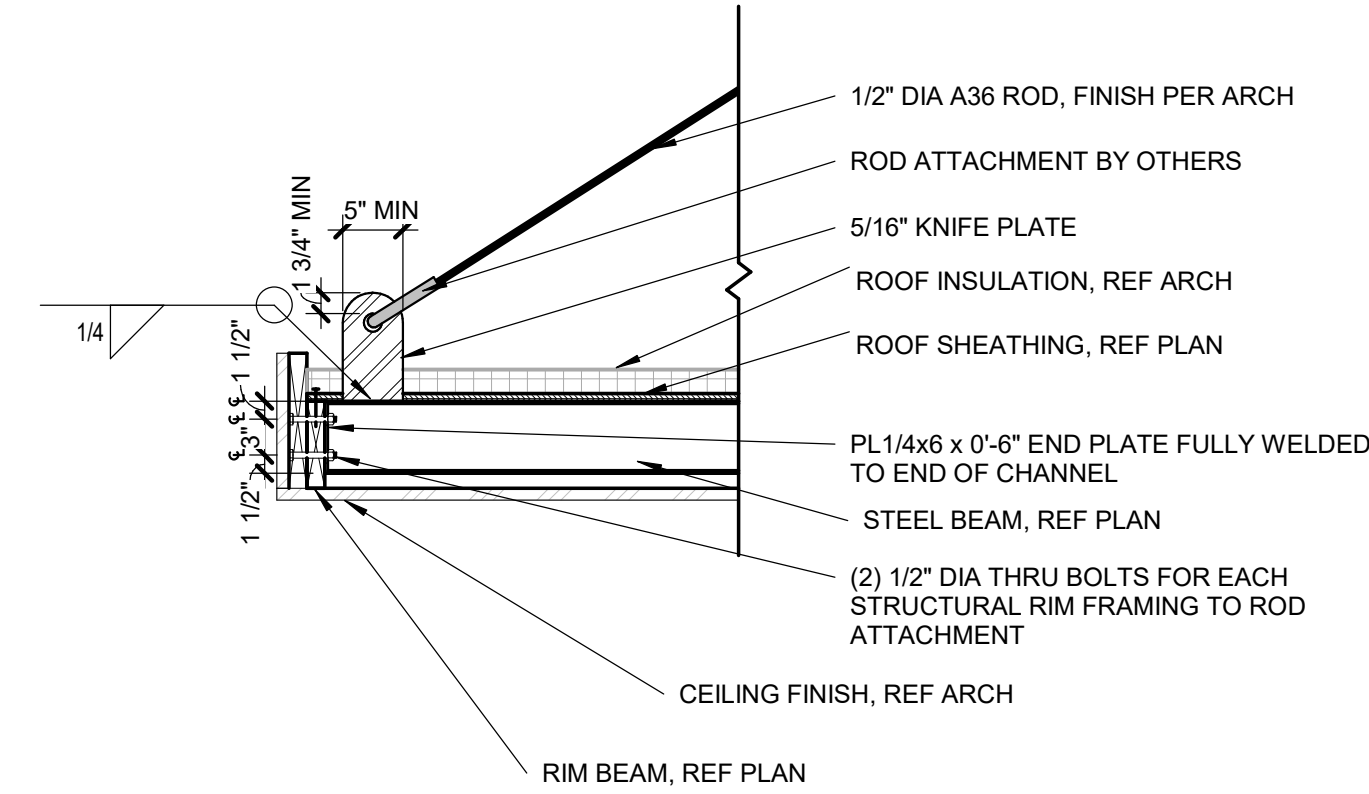 1/2" DIA A36 ROD, FINISH PER ARCH
ROD ATTACHMENT BY OTHERS
5" MIN
1 3/4" MIN
5/16" KNIFE PLATE
ROOF INSULATION, REF ARCH
1/4
ROOF SHEATHING, REF PLAN
1 1/2"
3"
1 1/2"
PL1/4x6 x 0'-6" END PLATE FULLY WELDED
TO END OF CHANNEL
STEEL BEAM, REF PLAN
(2) 1/2" DIA THRU BOLTS FOR EACH
STRUCTURAL RIM FRAMING TO ROD
ATTACHMENT
CEILING FINISH, REF ARCH
RIM BEAM, REF PLAN